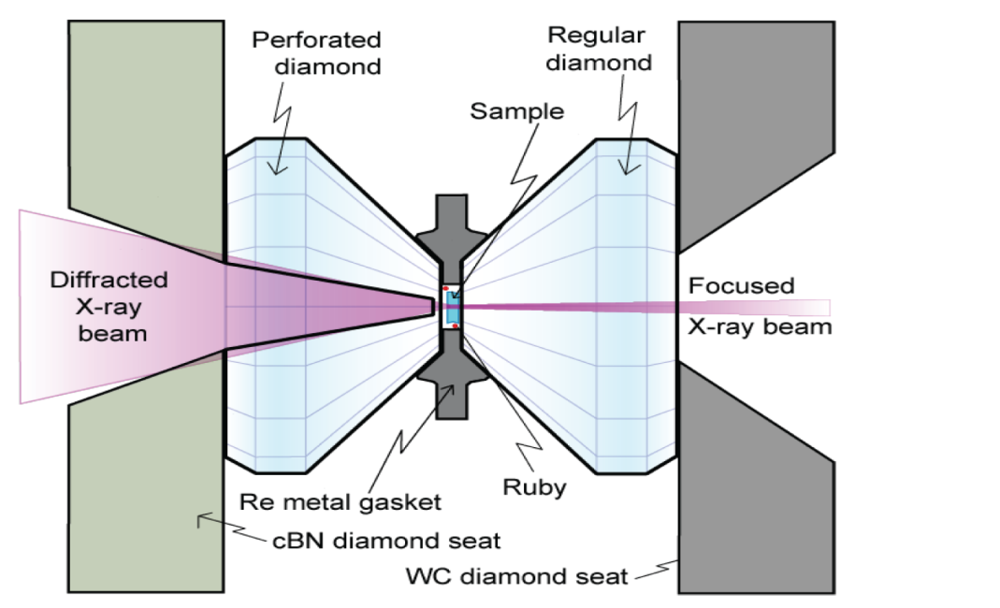 Perforated
diamond
Regular
diamond
Sample
Diffracted
X-ray
beam
Focused
X-ray beam
Ruby
Re metal gasket
cBN diamond seat
WC diamond seat